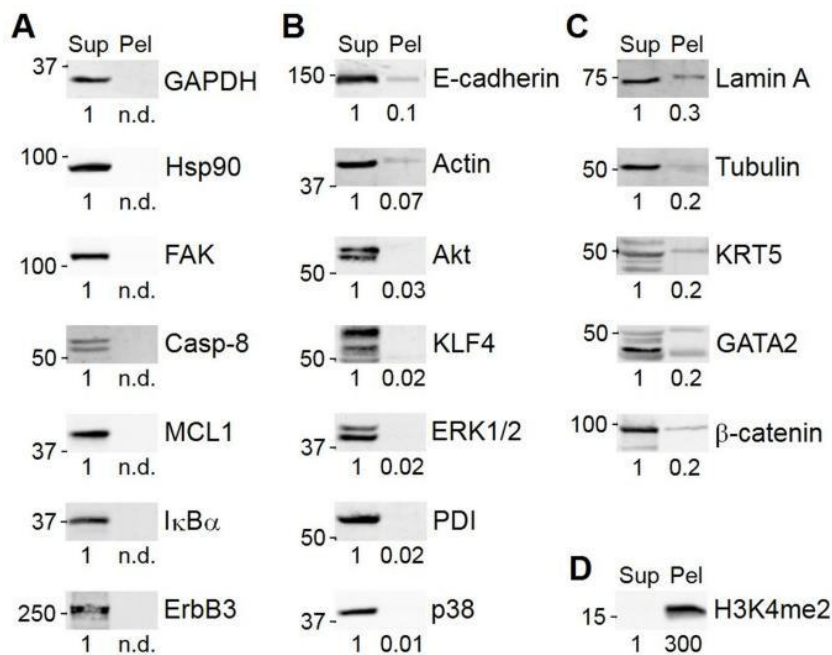 A
Sup Pel
37
GAPDH
1 n.d.
100
Hsp90
1 n.d.
100
FAK
1 n.d.
50
Casp-8
1 n.d.
37
MCL1
1 n.d.
37
IκBα
1 n.d.
250
ErbB3
1 n.d.
B
Sup Pel
150
E-cadherin
1 0.1
37
Actin
1 0.07
50
Akt
1 0.03
50
KLF4
1 0.02
37
ERK1/2
1 0.02
50
PDI
1 0.02
37
p38
1 0.01
C
Sup Pel
75
Lamin A
1 0.3
50
Tubulin
1 0.2
50
KRT5
1 0.2
50
GATA2
1 0.2
100
β-catenin
1 0.2
D
Sup Pel
15
H3K4me2
1 300